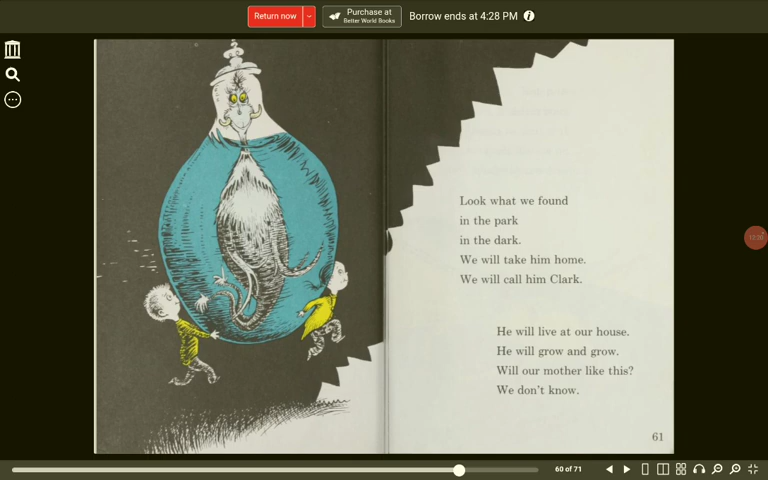 Return now
Purchase at
Better World Books
Borrow ends at 4:28 PM
Look what we found
in the park
in the dark.
We will take him home.
We will call him Clark.
He will live at our house.
He will grow and grow.
Will our mother like this?
We don't know.
61
60 of 71